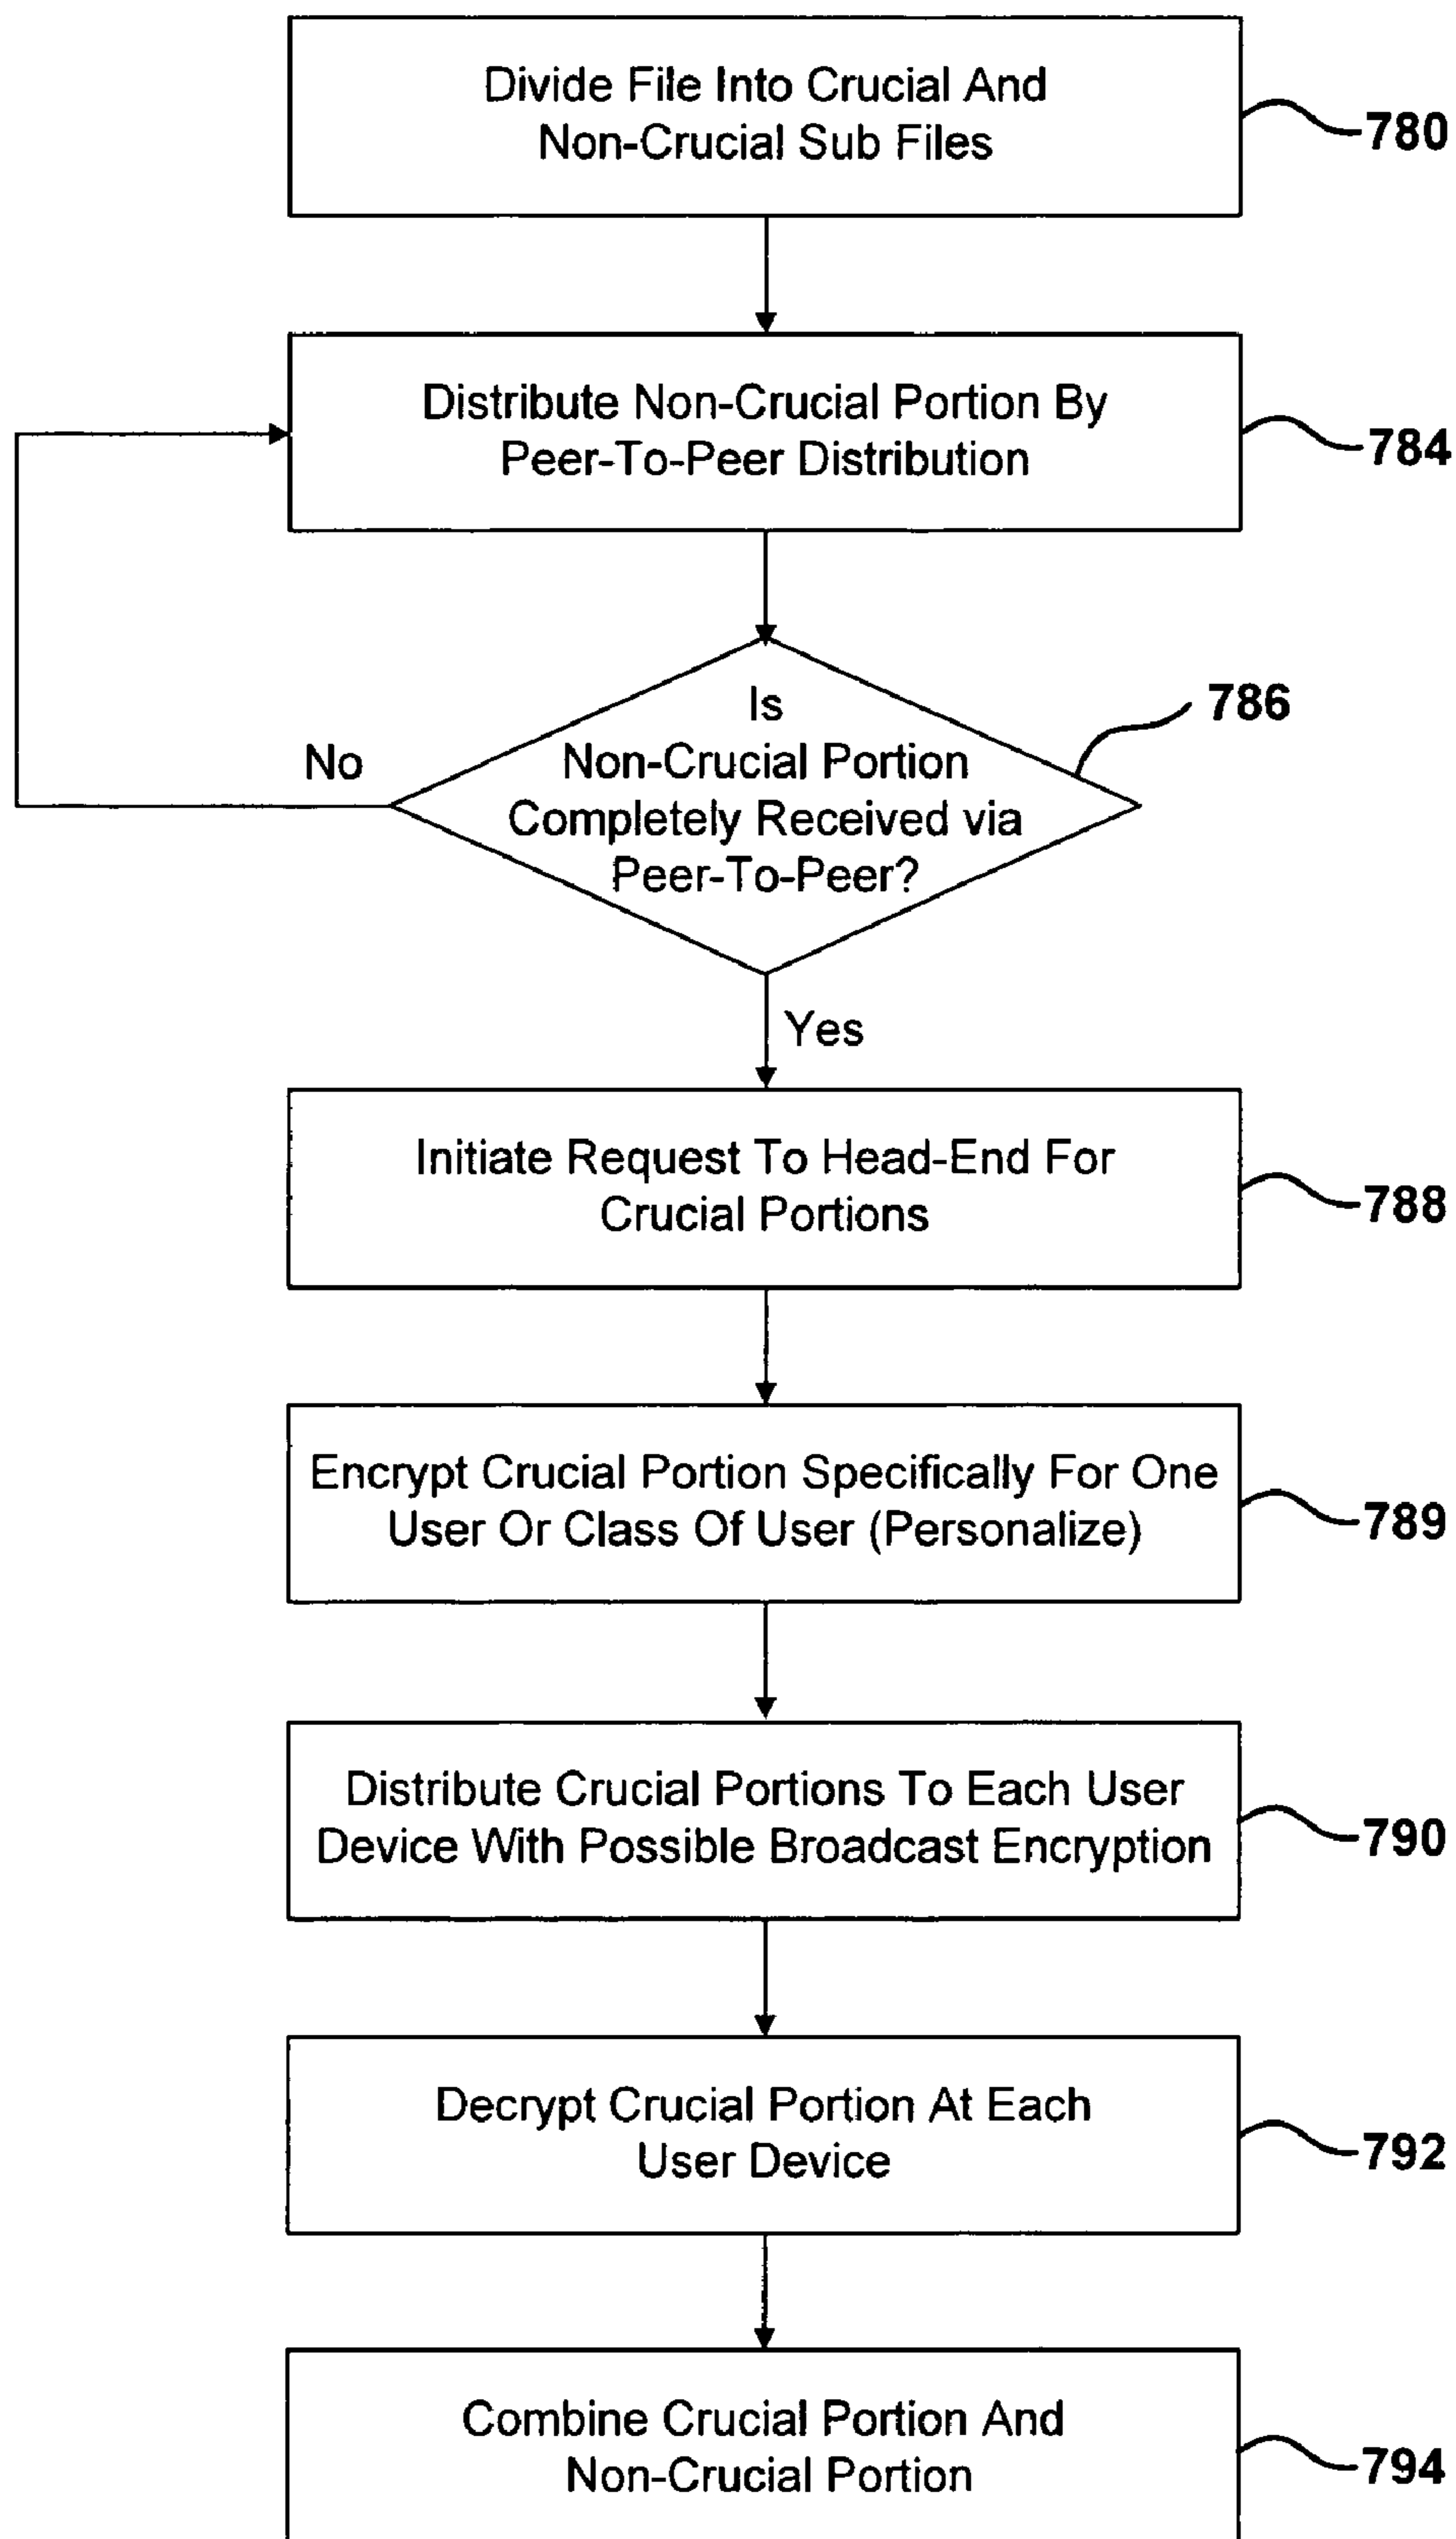 Divide File Into Crucial And
Non-Crucial Sub Files
780
Distribute Non-Crucial Portion By
Peer-To-Peer Distribution
784
Is
Non-Crucial Portion
Completely Received via
Peer-To-Peer?
786
No
Yes
Initiate Request To Head-End For
Crucial Portions
788
Encrypt Crucial Portion Specifically For One
User Or Class Of User (Personalize)
789
Distribute Crucial Portions To Each User
Device With Possible Broadcast Encryption
790
Decrypt Crucial Portion At Each
User Device
792
Combine Crucial Portion And
Non-Crucial Portion
794